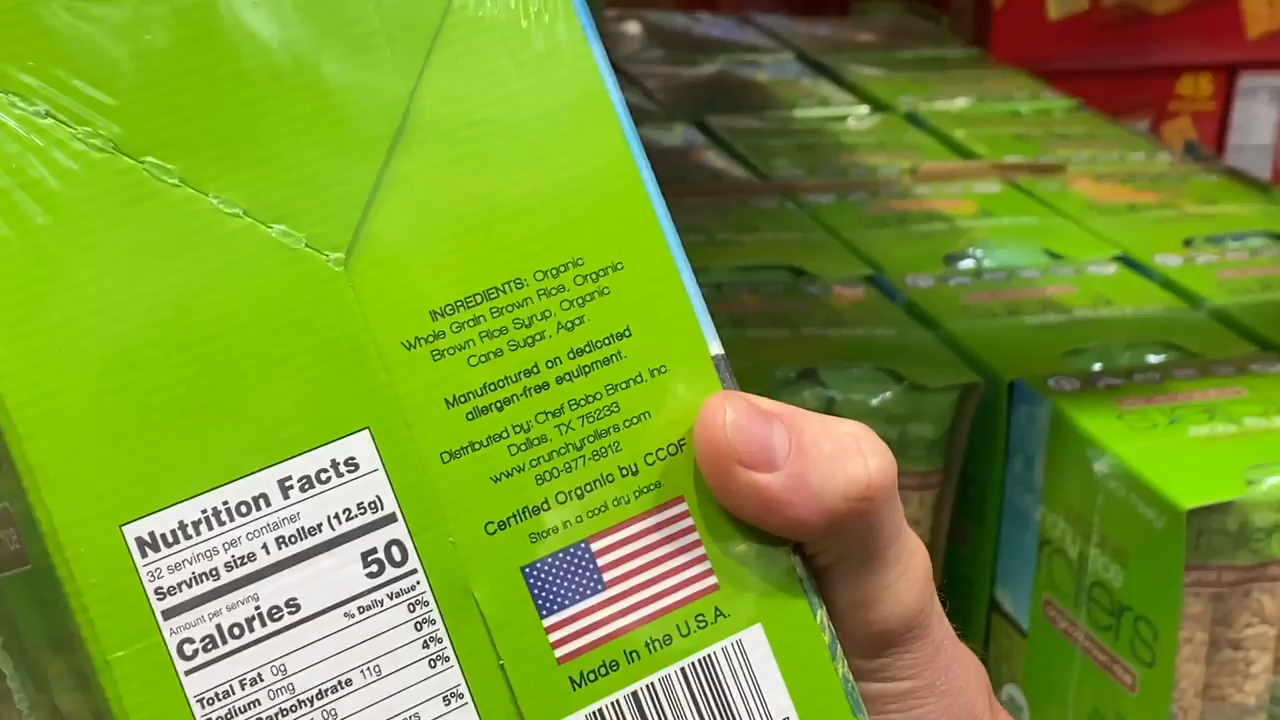 INGREDIENTS: Organic
Whole Grain Brown Rice, Organic
Brown Rice Syrup, Organic
Cane Sugar, Agar.
Manufactured on dedicated
allergen-free equipment.
Distributed by: Chef Bobo Brand, Inc.
Dallas, TX 75233
www.crunchyrollers.com
800-977-8912
Certified Organic by CCOF
Store in a cool dry place.
Made in the U.S.A.
Nutrition Facts
32 servings per container
Serving size 1 Roller (12.5g)
Amount per serving
Calories 50
% Daily Value*
Total Fat 0g 0%
Sodium 0mg 0%
Carbohydrate 11g 4%
0g 0%
5%
48
rollers